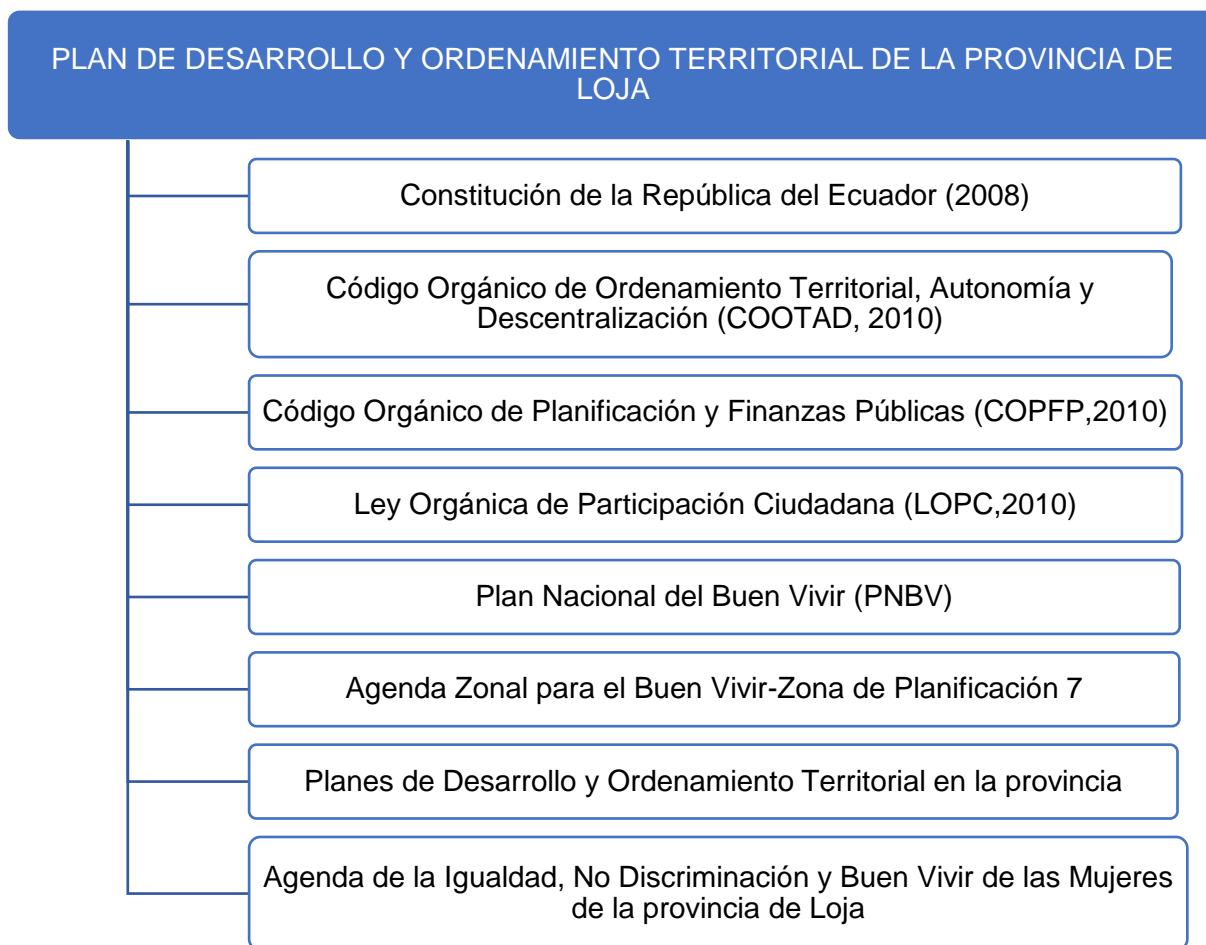 PLAN DE DESARROLLO Y ORDENAMIENTO TERRITORIAL DE LA PROVINCIA DE
LOJA
Constitución de la República del Ecuador (2008)
Código Orgánico de Ordenamiento Territorial, Autonomía y
Descentralización (COOTAD, 2010)
Código Orgánico de Planificación y Finanzas Públicas (COPFP,2010)
Ley Orgánica de Participación Ciudadana (LOPC,2010)
Plan Nacional del Buen Vivir (PNBV)
Agenda Zonal para el Buen Vivir-Zona de Planificación 7
Planes de Desarrollo y Ordenamiento Territorial en la provincia
Agenda de la Igualdad, No Discriminación y Buen Vivir de las Mujeres
de la provincia de Loja